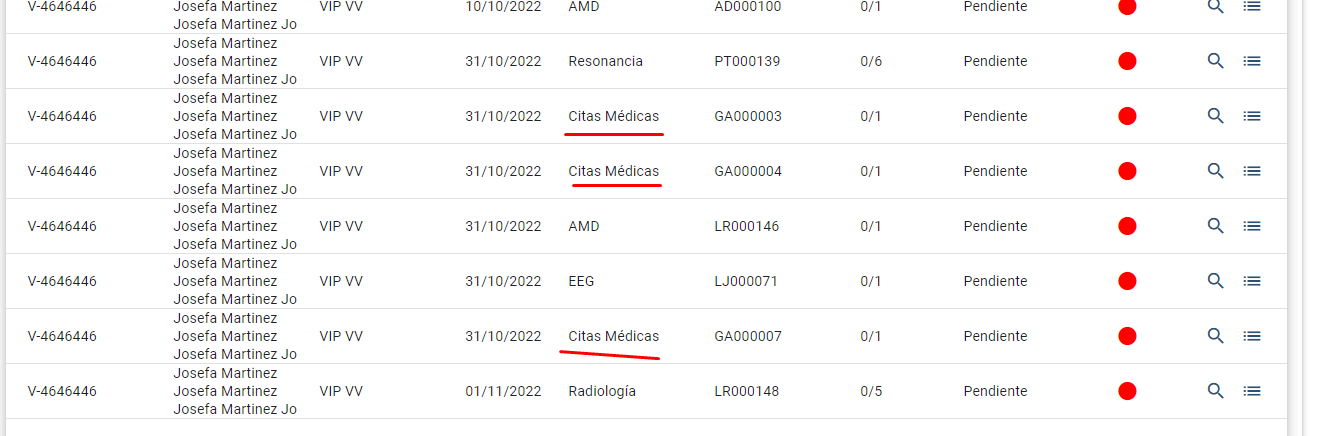 Josefa Martinez
V-4646446 VIP VV 10/10/2022 AMD AD000100 0/1 Pendiente
Josefa Martinez Jo
Josefa Martinez
V-4646446 Josefa Martinez VIP VV 31/10/2022 Resonancia PT000139 0/6 Pendiente
Josefa Martinez Jo
Josefa Martinez
V-4646446 Josefa Martinez VIP VV 31/10/2022 Citas Médicas GA000003 0/1 Pendiente
Josefa Martinez Jo
Josefa Martinez
V-4646446 Josefa Martinez VIP VV 31/10/2022 Citas Médicas GA000004 0/1 Pendiente
Josefa Martinez Jo
Josefa Martinez
V-4646446 Josefa Martinez VIP VV 31/10/2022 AMD LR000146 0/1 Pendiente
Josefa Martinez Jo
Josefa Martinez
V-4646446 Josefa Martinez VIP VV 31/10/2022 EEG LJ000071 0/1 Pendiente
Josefa Martinez Jo
Josefa Martinez
V-4646446 Josefa Martinez VIP VV 31/10/2022 Citas Médicas GA000007 0/1 Pendiente
Josefa Martinez Jo
Josefa Martinez
V-4646446 Josefa Martinez VIP VV 01/11/2022 Radiología LR000148 0/5 Pendiente
Josefa Martinez Jo